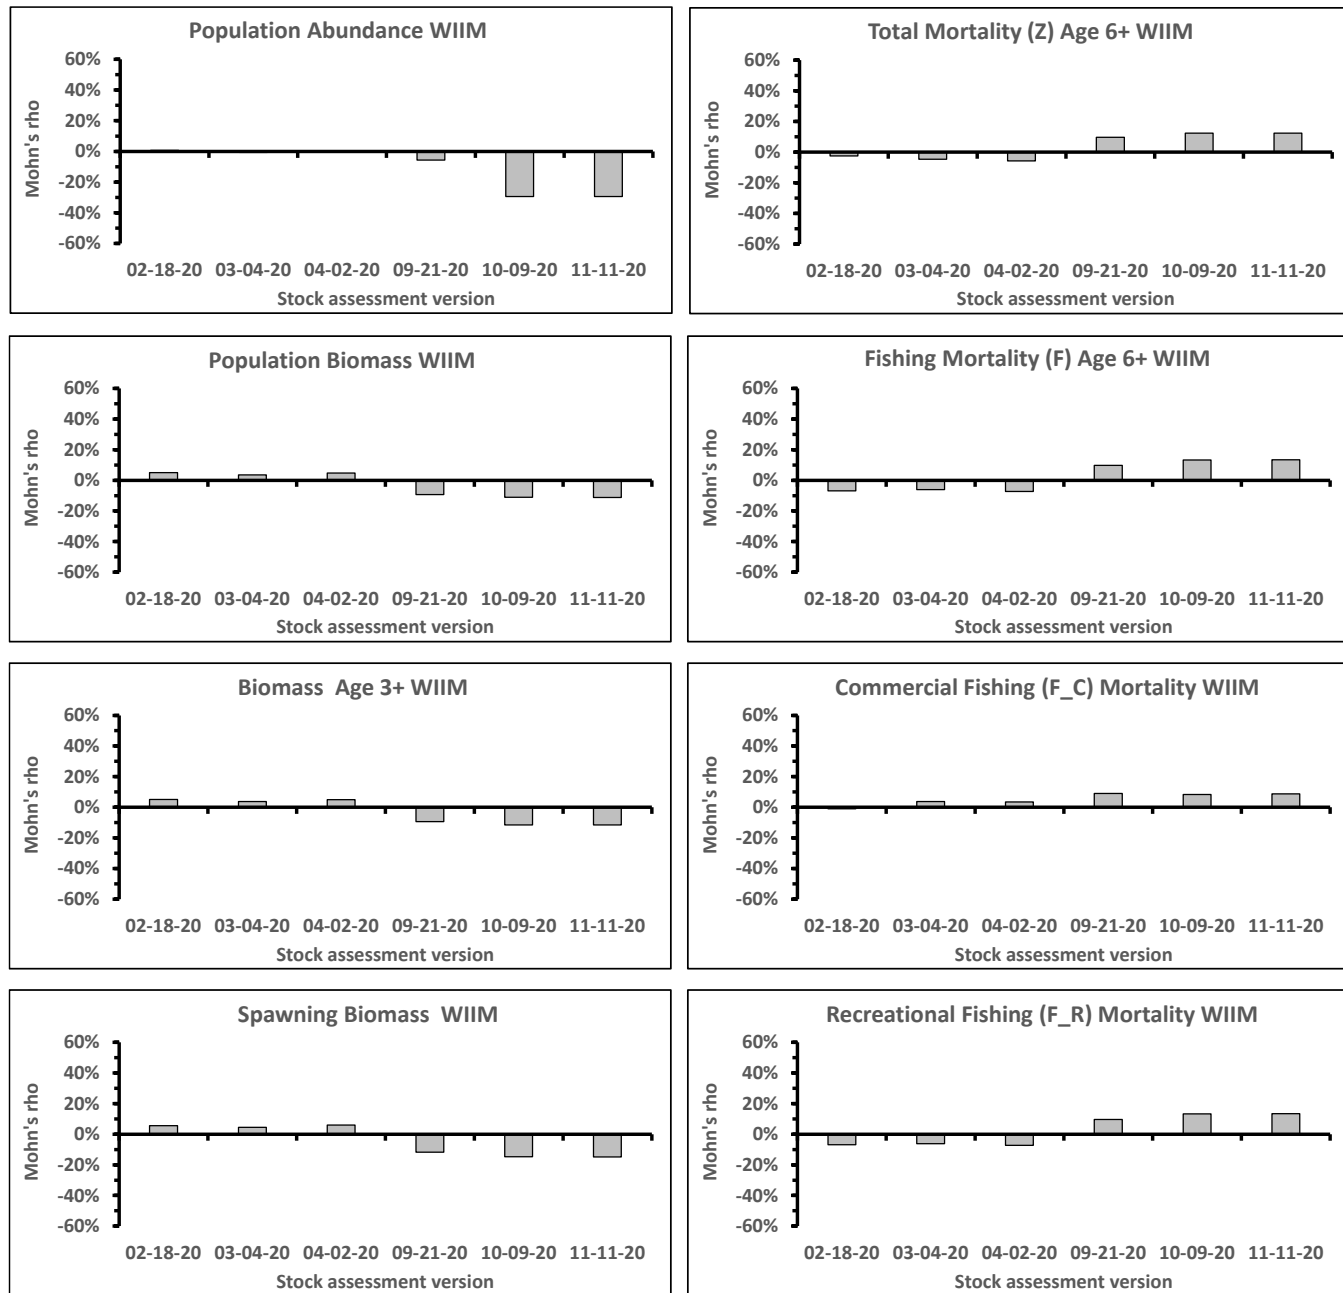 Population Abundance WIIM
60%
40%
20%
0%
-20%
-40%
-60%
Mohn's rho
02-18-20 03-04-20 04-02-20 09-21-20 10-09-20 11-11-20
Stock assessment version
Total Mortality (Z) Age 6+ WIIM
60%
40%
20%
0%
-20%
-40%
-60%
Mohn's rho
02-18-20 03-04-20 04-02-20 09-21-20 10-09-20 11-11-20
Stock assessment version
Population Biomass WIIM
60%
40%
20%
0%
-20%
-40%
-60%
Mohn's rho
02-18-20 03-04-20 04-02-20 09-21-20 10-09-20 11-11-20
Stock assessment version
Fishing Mortality (F) Age 6+ WIIM
60%
40%
20%
0%
-20%
-40%
-60%
Mohn's rho
02-18-20 03-04-20 04-02-20 09-21-20 10-09-20 11-11-20
Stock assessment version
Biomass  Age 3+ WIIM
60%
40%
20%
0%
-20%
-40%
-60%
Mohn's rho
02-18-20 03-04-20 04-02-20 09-21-20 10-09-20 11-11-20
Stock assessment version
Commercial Fishing (F_C) Mortality WIIM
60%
40%
20%
0%
-20%
-40%
-60%
Mohn's rho
02-18-20 03-04-20 04-02-20 09-21-20 10-09-20 11-11-20
Stock assessment version
Spawning Biomass  WIIM
60%
40%
20%
0%
-20%
-40%
-60%
Mohn's rho
02-18-20 03-04-20 04-02-20 09-21-20 10-09-20 11-11-20
Stock assessment version
Recreational Fishing (F_R) Mortality WIIM
60%
40%
20%
0%
-20%
-40%
-60%
Mohn's rho
02-18-20 03-04-20 04-02-20 09-21-20 10-09-20 11-11-20
Stock assessment version